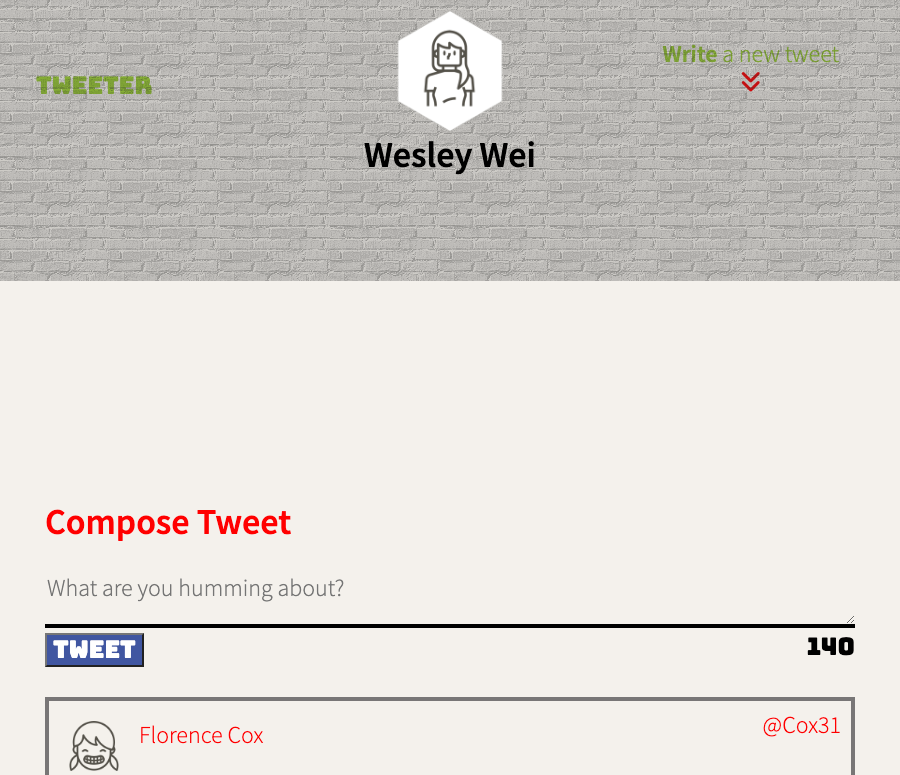 TWEETER
Write a new tweet
Wesley Wei
Compose Tweet
What are you humming about?
TWEET
140
Florence Cox
@Cox31